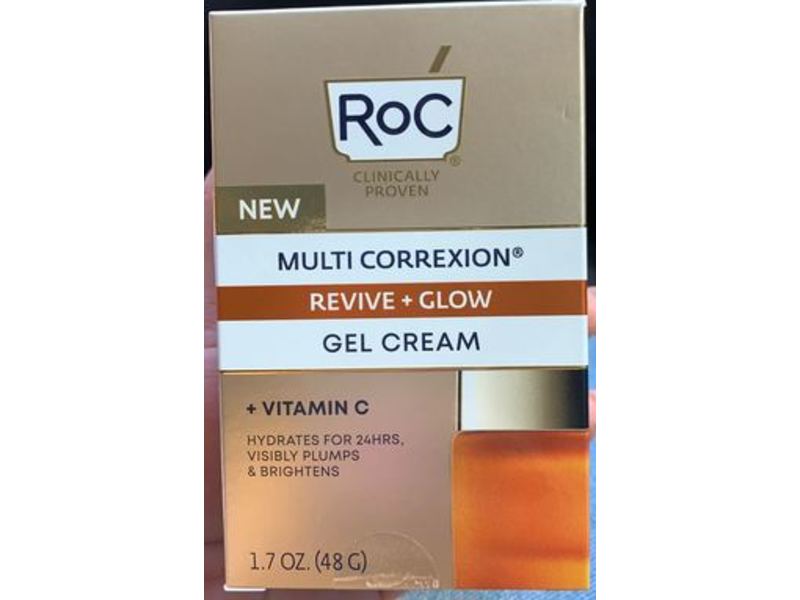 RoC®
CLINICALLY
PROVEN
NEW
MULTI CORREXION®
REVIVE + GLOW
GEL CREAM
+ VITAMIN C
HYDRATES FOR 24HRS,
VISIBLY PLUMPS
& BRIGHTENS
1.7 OZ. (48 G)